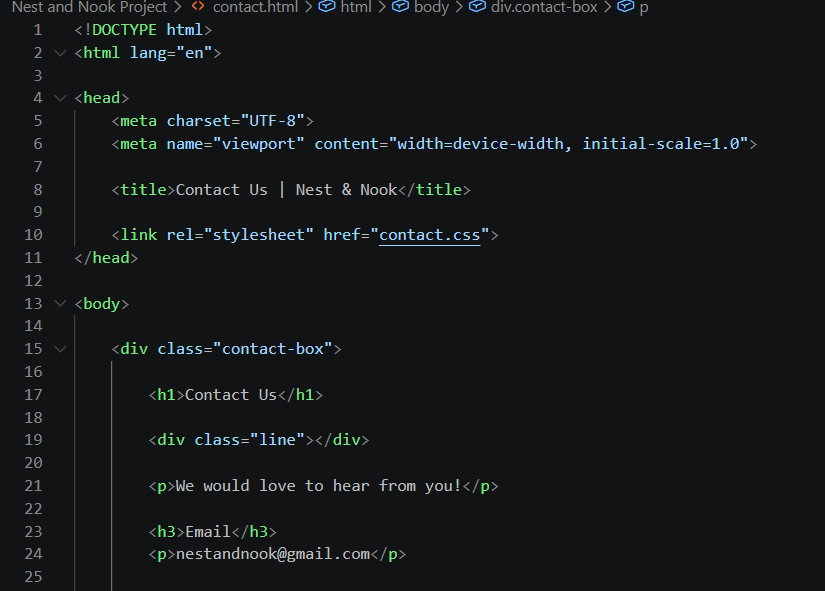 Nest and Nook Project > contact.html > html > body > div.contact-box > p
1 <!DOCTYPE html>
2 <html lang="en">
3
4 <head>
5 <meta charset="UTF-8">
6 <meta name="viewport" content="width=device-width, initial-scale=1.0">
7
8 <title>Contact Us | Nest & Nook</title>
9
10 <link rel="stylesheet" href="contact.css">
11 </head>
12
13 <body>
14
15 <div class="contact-box">
16
17 <h1>Contact Us</h1>
18
19 <div class="line"></div>
20
21 <p>We would love to hear from you!</p>
22
23 <h3>Email</h3>
24 <p>nestandnook@gmail.com</p>
25